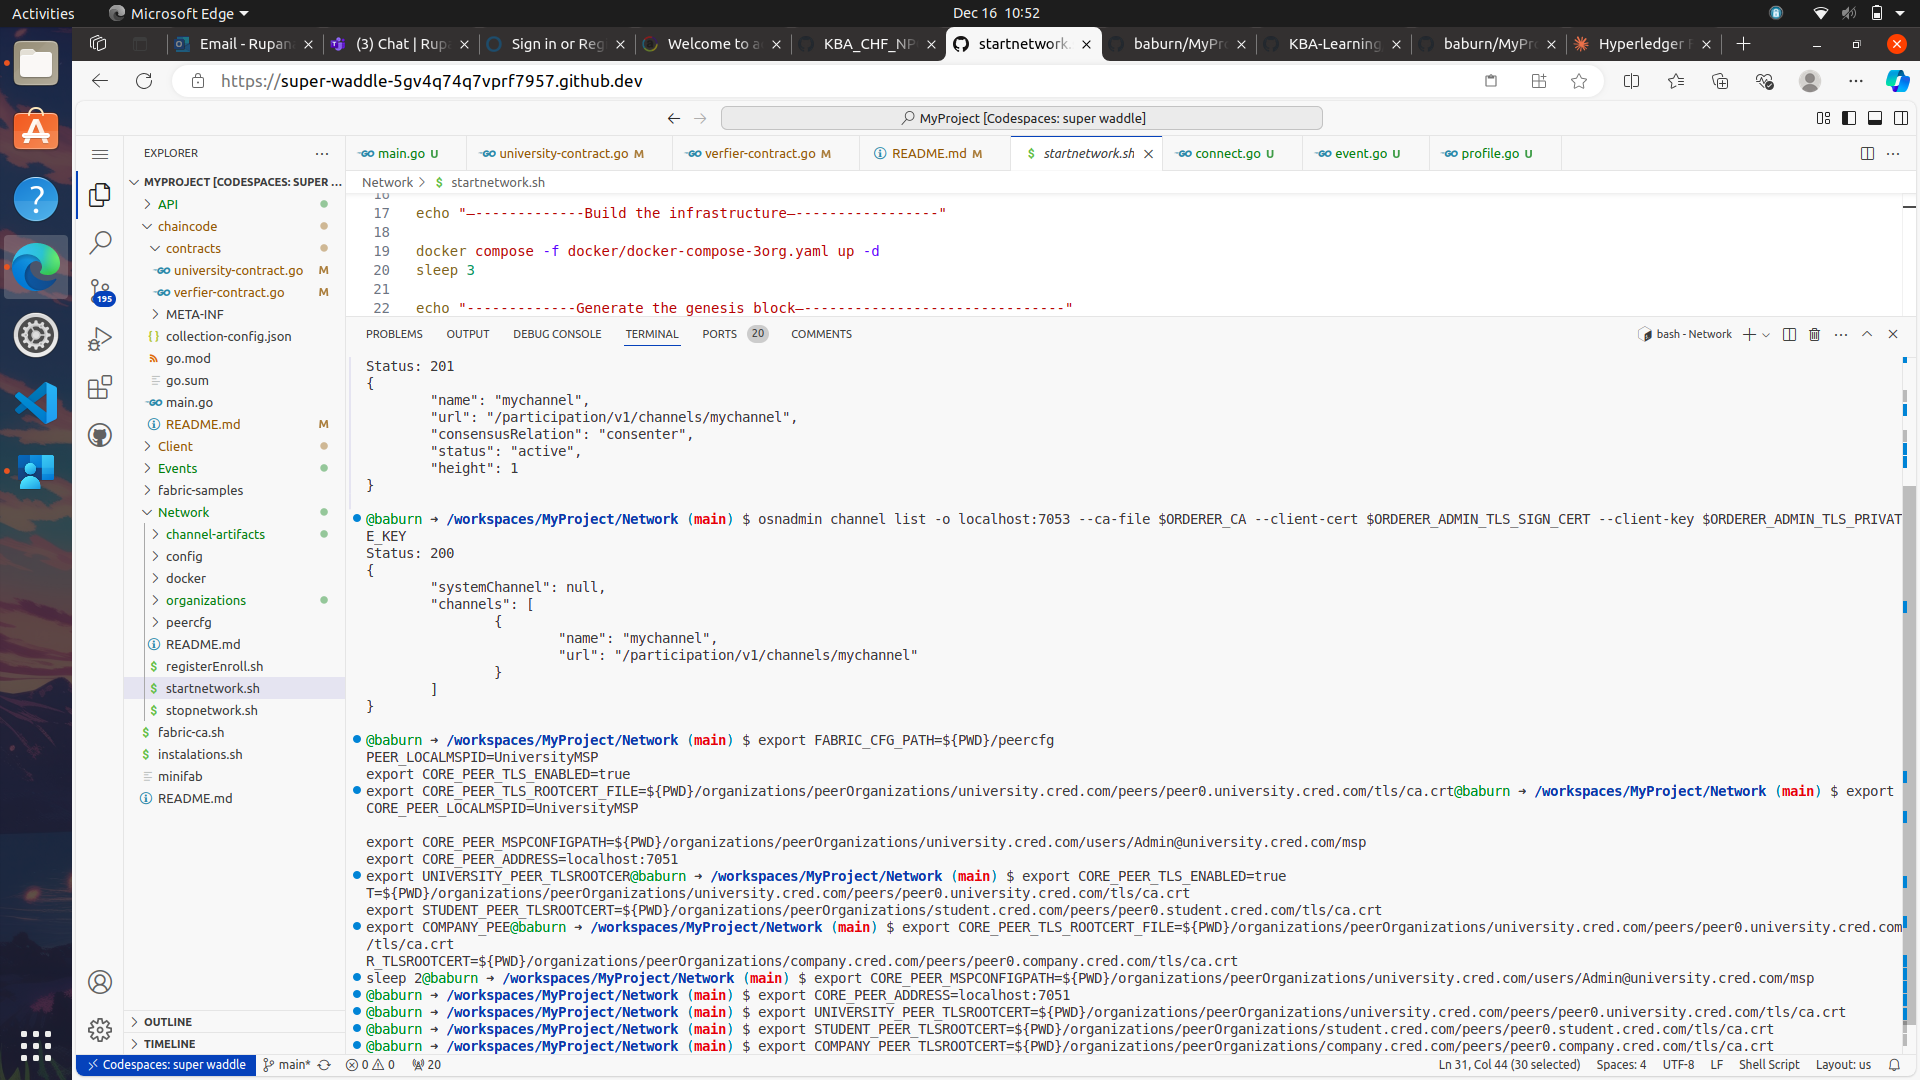 Activities
Microsoft Edge
Dec 16 10:52
Email - Rupan
(3) Chat | Rupa
Sign in or Reg
Welcome to a
KBA_CHF_NP
startnetwork.
baburn/MyPro
KBA-Learning
baburn/MyPro
Hyperledger F
https://super-waddle-5gv4q74q7vprf7957.github.dev
MyProject [Codespaces: super waddle]
EXPLORER
MYPROJECT [CODESPACES: SUPER ...
API
chaincode
contracts
university-contract.go M
verfier-contract.go M
META-INF
collection-config.json
go.mod
go.sum
main.go
README.md M
Client
Events
fabric-samples
Network
channel-artifacts
config
docker
organizations
peercfg
README.md
registerEnroll.sh
startnetwork.sh
stopnetwork.sh
fabric-ca.sh
instalations.sh
minifab
README.md
OUTLINE
TIMELINE
195
main.go U
university-contract.go M
verfier-contract.go M
README.md M
startnetwork.sh
connect.go U
event.go U
profile.go U
Network > startnetwork.sh
16
17 echo "—-------------Build the infrastructure—-----------------"
18
19 docker compose -f docker/docker-compose-3org.yaml up -d
20 sleep 3
21
22 echo "-------------Generate the genesis block—-------------------------------"
PROBLEMS OUTPUT DEBUG CONSOLE TERMINAL PORTS 20 COMMENTS
bash - Network
Status: 201
{
"name": "mychannel",
"url": "/participation/v1/channels/mychannel",
"consensusRelation": "consenter",
"status": "active",
"height": 1
}
@baburn ➜ /workspaces/MyProject/Network (main) $ osnadmin channel list -o localhost:7053 --ca-file $ORDERER_CA --client-cert $ORDERER_ADMIN_TLS_SIGN_CERT --client-key $ORDERER_ADMIN_TLS_PRIVAT
E_KEY
Status: 200
{
"systemChannel": null,
"channels": [
{
"name": "mychannel",
"url": "/participation/v1/channels/mychannel"
}
]
}
@baburn ➜ /workspaces/MyProject/Network (main) $ export FABRIC_CFG_PATH=${PWD}/peercfg
PEER_LOCALMSPID=UniversityMSP
export CORE_PEER_TLS_ENABLED=true
export CORE_PEER_TLS_ROOTCERT_FILE=${PWD}/organizations/peerOrganizations/university.cred.com/peers/peer0.university.cred.com/tls/ca.crt@baburn ➜ /workspaces/MyProject/Network (main) $ export
CORE_PEER_LOCALMSPID=UniversityMSP
export CORE_PEER_MSPCONFIGPATH=${PWD}/organizations/peerOrganizations/university.cred.com/users/Admin@university.cred.com/msp
export CORE_PEER_ADDRESS=localhost:7051
export UNIVERSITY_PEER_TLSROOTCER@baburn ➜ /workspaces/MyProject/Network (main) $ export CORE_PEER_TLS_ENABLED=true
T=${PWD}/organizations/peerOrganizations/university.cred.com/peers/peer0.university.cred.com/tls/ca.crt
export STUDENT_PEER_TLSROOTCERT=${PWD}/organizations/peerOrganizations/student.cred.com/peers/peer0.student.cred.com/tls/ca.crt
export COMPANY_PEE@baburn ➜ /workspaces/MyProject/Network (main) $ export CORE_PEER_TLS_ROOTCERT_FILE=${PWD}/organizations/peerOrganizations/university.cred.com/peers/peer0.university.cred.com
/tls/ca.crt
R_TLSROOTCERT=${PWD}/organizations/peerOrganizations/company.cred.com/peers/peer0.company.cred.com/tls/ca.crt
sleep 2@baburn ➜ /workspaces/MyProject/Network (main) $ export CORE_PEER_MSPCONFIGPATH=${PWD}/organizations/peerOrganizations/university.cred.com/users/Admin@university.cred.com/msp
@baburn ➜ /workspaces/MyProject/Network (main) $ export CORE_PEER_ADDRESS=localhost:7051
@baburn ➜ /workspaces/MyProject/Network (main) $ export UNIVERSITY_PEER_TLSROOTCERT=${PWD}/organizations/peerOrganizations/university.cred.com/peers/peer0.university.cred.com/tls/ca.crt
@baburn ➜ /workspaces/MyProject/Network (main) $ export STUDENT_PEER_TLSROOTCERT=${PWD}/organizations/peerOrganizations/student.cred.com/peers/peer0.student.cred.com/tls/ca.crt
@baburn ➜ /workspaces/MyProject/Network (main) $ export COMPANY_PEER_TLSROOTCERT=${PWD}/organizations/peerOrganizations/company.cred.com/peers/peer0.company.cred.com/tls/ca.crt
Codespaces: super waddle main* 0 0 20
Ln 31, Col 44 (30 selected) Spaces: 4 UTF-8 LF Shell Script Layout: us